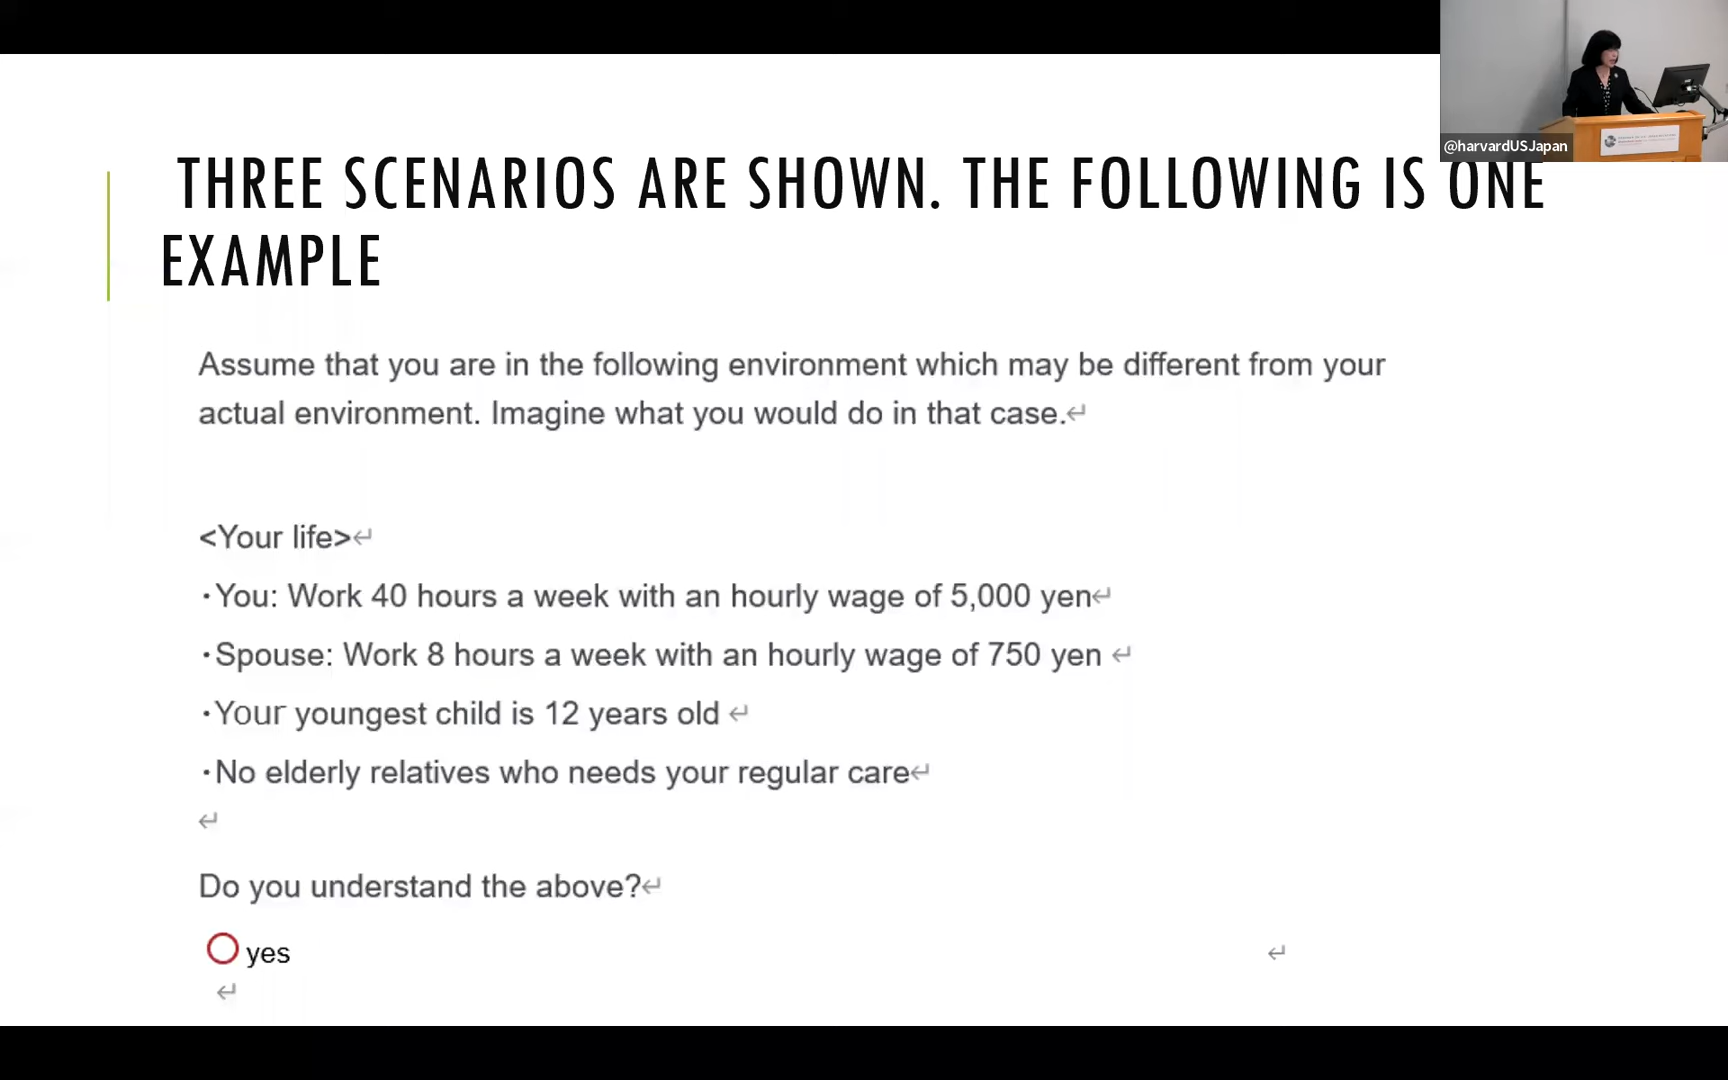 @harvardUSJapan
THREE SCENARIOS ARE SHOWN. THE FOLLOWING IS ONE
EXAMPLE
Assume that you are in the following environment which may be different from your
actual environment. Imagine what you would do in that case.↵
<Your life>↵
・You: Work 40 hours a week with an hourly wage of 5,000 yen↵
・Spouse: Work 8 hours a week with an hourly wage of 750 yen ↵
・Your youngest child is 12 years old ↵
・No elderly relatives who needs your regular care↵
↵
Do you understand the above?↵
yes ↵
↵